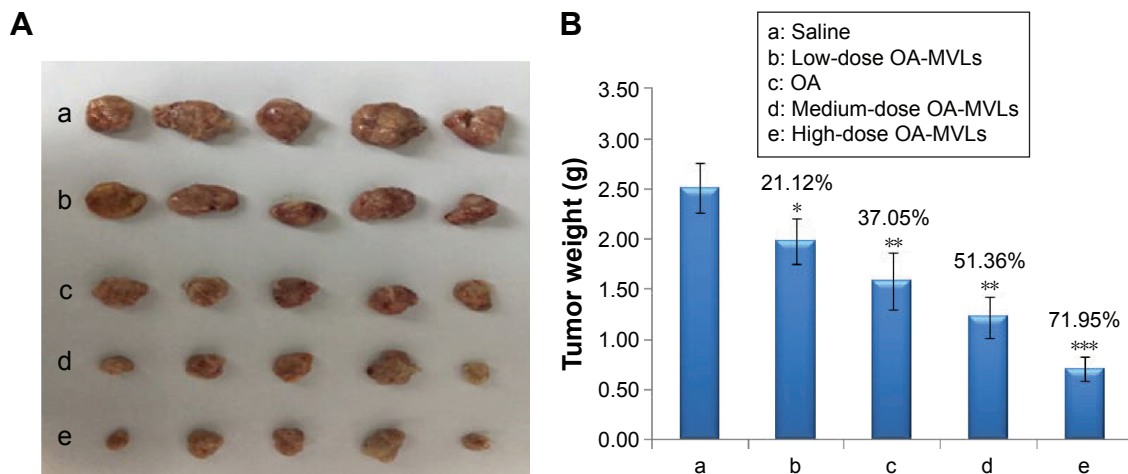 A
a
b
c
d
e
B
a: Saline
b: Low-dose OA-MVLs
c: OA
d: Medium-dose OA-MVLs
e: High-dose OA-MVLs
Tumor weight (g)
3.50
3.00
2.50
2.00
1.50
1.00
0.50
0.00
21.12%
*
37.05%
**
51.36%
**
71.95%
***
a b c d e